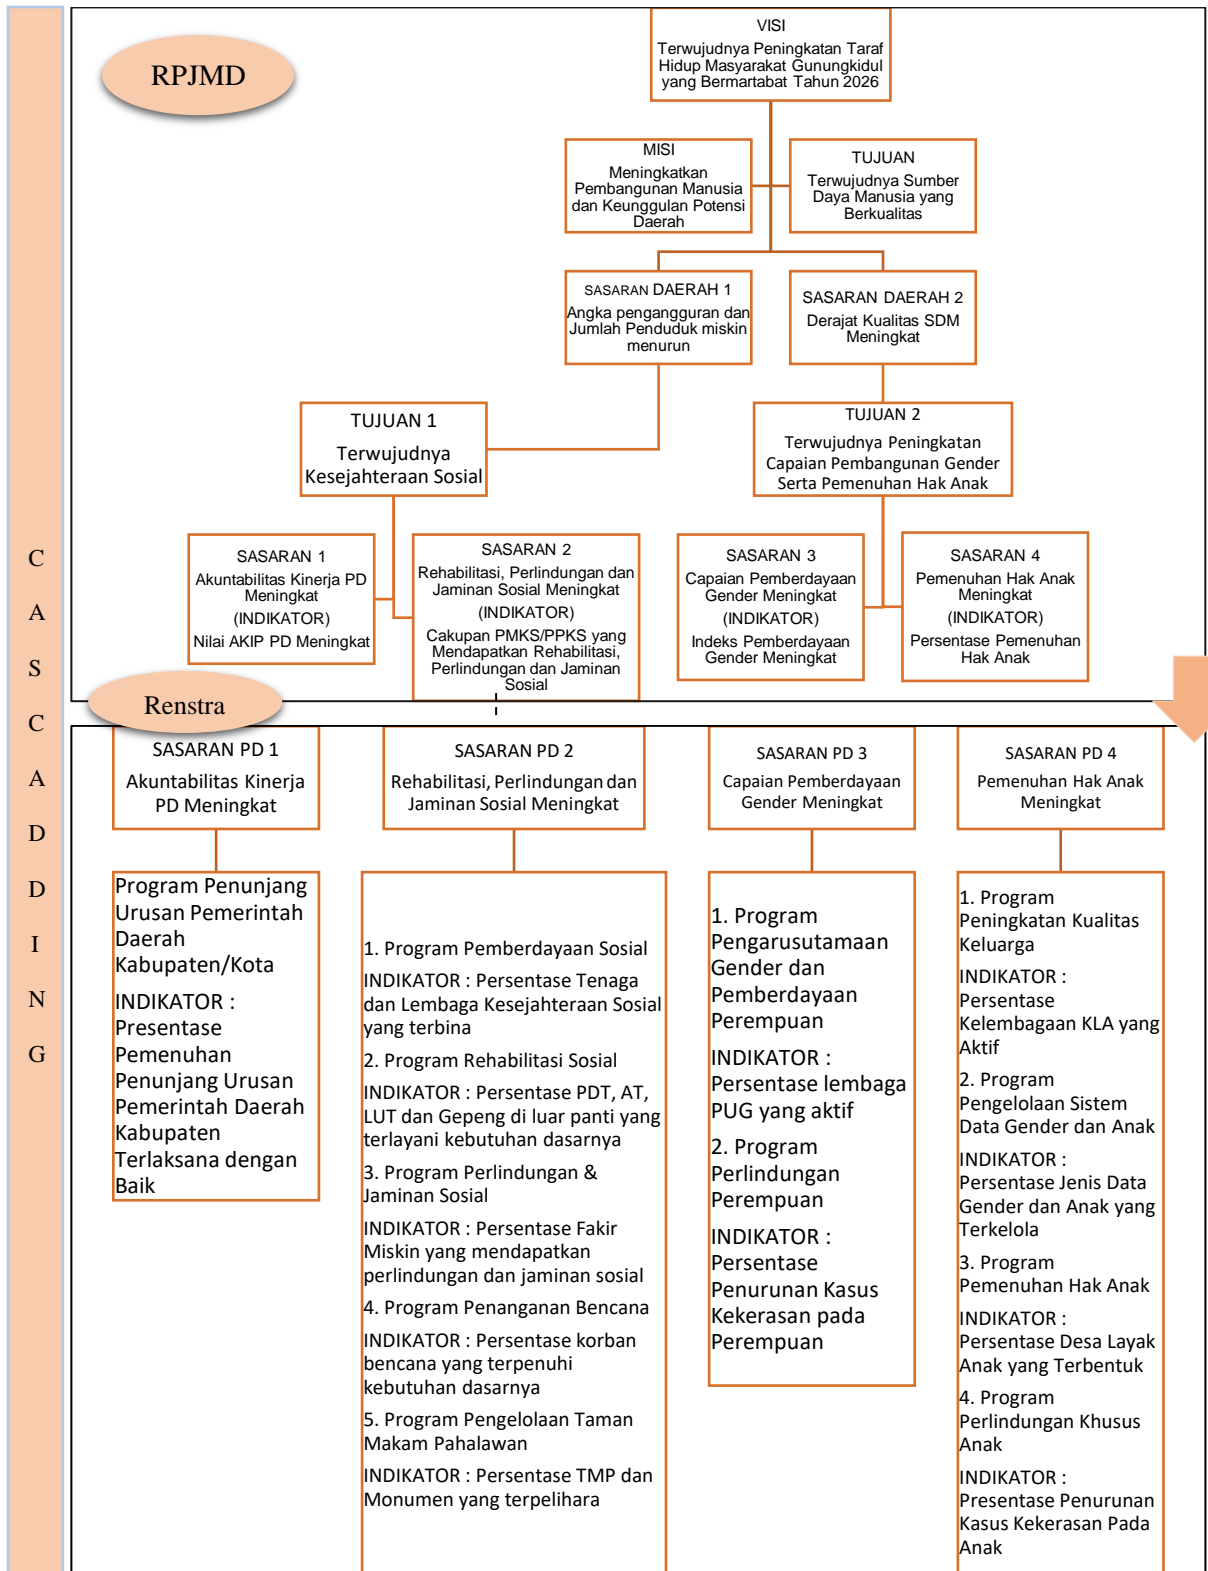 RPJMD
VISI
Terwujudnya Peningkatan Taraf
Hidup Masyarakat Gunungkidul
yang Bermartabat Tahun 2026
MISI
Meningkatkan
Pembangunan Manusia
dan Keunggulan Potensi
Daerah
TUJUAN
Terwujudnya Sumber
Daya Manusia yang
Berkualitas
SASARAN DAERAH 1
Angka pengangguran dan
Jumlah Penduduk miskin
menurun
SASARAN DAERAH 2
Derajat Kualitas SDM
Meningkat
TUJUAN 1
Terwujudnya
Kesejahteraan Sosial
TUJUAN 2
Terwujudnya Peningkatan
Capaian Pembangunan Gender
Serta Pemenuhan Hak Anak
SASARAN 1
Akuntabilitas Kinerja PD
Meningkat
(INDIKATOR)
Nilai AKIP PD Meningkat
SASARAN 2
Rehabilitasi, Perlindungan dan
Jaminan Sosial Meningkat
(INDIKATOR)
Cakupan PMKS/PPKS yang
Mendapatkan Rehabilitasi,
Perlindungan dan Jaminan
Sosial
SASARAN 3
Capaian Pemberdayaan
Gender Meningkat
(INDIKATOR)
Indeks Pemberdayaan
Gender Meningkat
SASARAN 4
Pemenuhan Hak Anak
Meningkat
(INDIKATOR)
Persentase Pemenuhan
Hak Anak
C
A
S
C
A
D
D
I
N
G
Renstra
SASARAN PD 1
Akuntabilitas Kinerja
PD Meningkat
SASARAN PD 2
Rehabilitasi, Perlindungan dan
Jaminan Sosial Meningkat
SASARAN PD 3
Capaian Pemberdayaan
Gender Meningkat
SASARAN PD 4
Pemenuhan Hak Anak
Meningkat
Program Penunjang
Urusan Pemerintah
Daerah
Kabupaten/Kota
INDIKATOR :
Presentase
Pemenuhan
Penunjang Urusan
Pemerintah Daerah
Kabupaten
Terlaksana dengan
Baik
1. Program Pemberdayaan Sosial
INDIKATOR : Persentase Tenaga
dan Lembaga Kesejahteraan Sosial
yang terbina
2. Program Rehabilitasi Sosial
INDIKATOR : Persentase PDT, AT,
LUT dan Gepeng di luar panti yang
terlayani kebutuhan dasarnya
3. Program Perlindungan &
Jaminan Sosial
INDIKATOR : Persentase Fakir
Miskin yang mendapatkan
perlindungan dan jaminan sosial
4. Program Penanganan Bencana
INDIKATOR : Persentase korban
bencana yang terpenuhi
kebutuhan dasarnya
5. Program Pengelolaan Taman
Makam Pahalawan
INDIKATOR : Persentase TMP dan
Monumen yang terpelihara
1. Program
Pengarusutamaan
Gender dan
Pemberdayaan
Perempuan
INDIKATOR :
Persentase lembaga
PUG yang aktif
2. Program
Perlindungan
Perempuan
INDIKATOR :
Persentase
Penurunan Kasus
Kekerasan pada
Perempuan
1. Program
Peningkatan Kualitas
Keluarga
INDIKATOR :
Persentase
Kelembagaan KLA yang
Aktif
2. Program
Pengelolaan Sistem
Data Gender dan Anak
INDIKATOR :
Persentase Jenis Data
Gender dan Anak yang
Terkelola
3. Program
Pemenuhan Hak Anak
INDIKATOR :
Persentase Desa Layak
Anak yang Terbentuk
4. Program
Perlindungan Khusus
Anak
INDIKATOR :
Presentase Penurunan
Kasus Kekerasan Pada
Anak